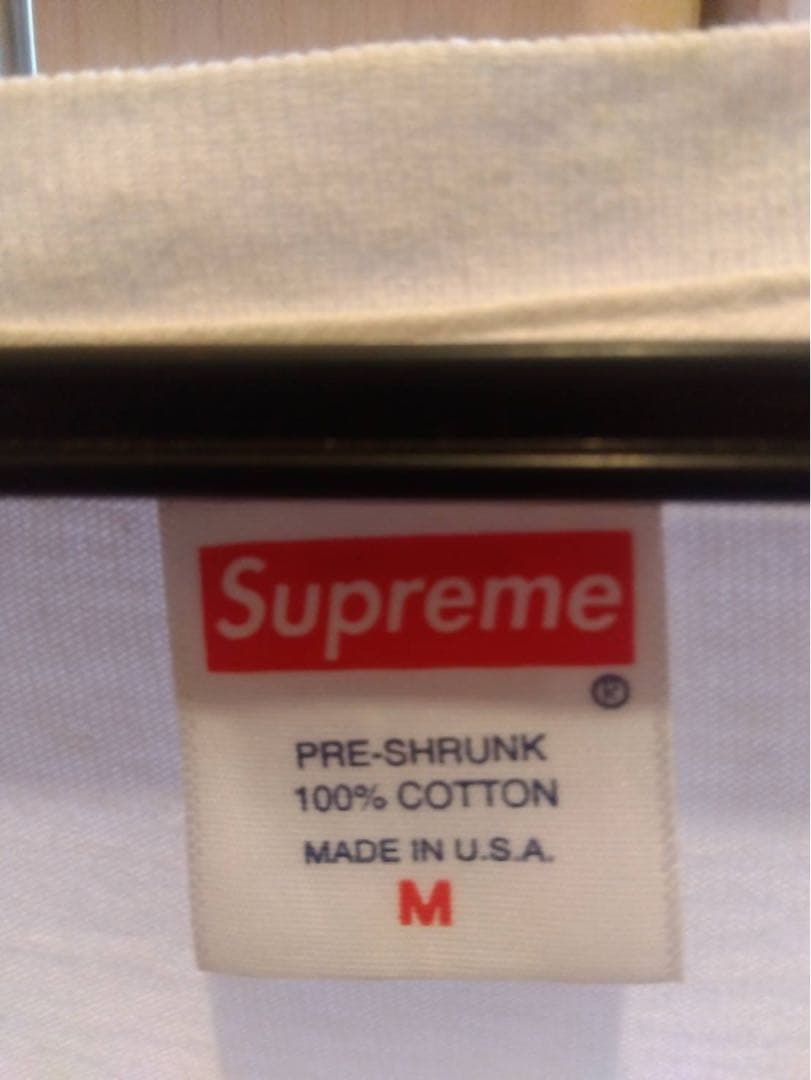 Supreme
®
PRE-SHRUNK
100% COTTON
MADE IN U.S.A.
M